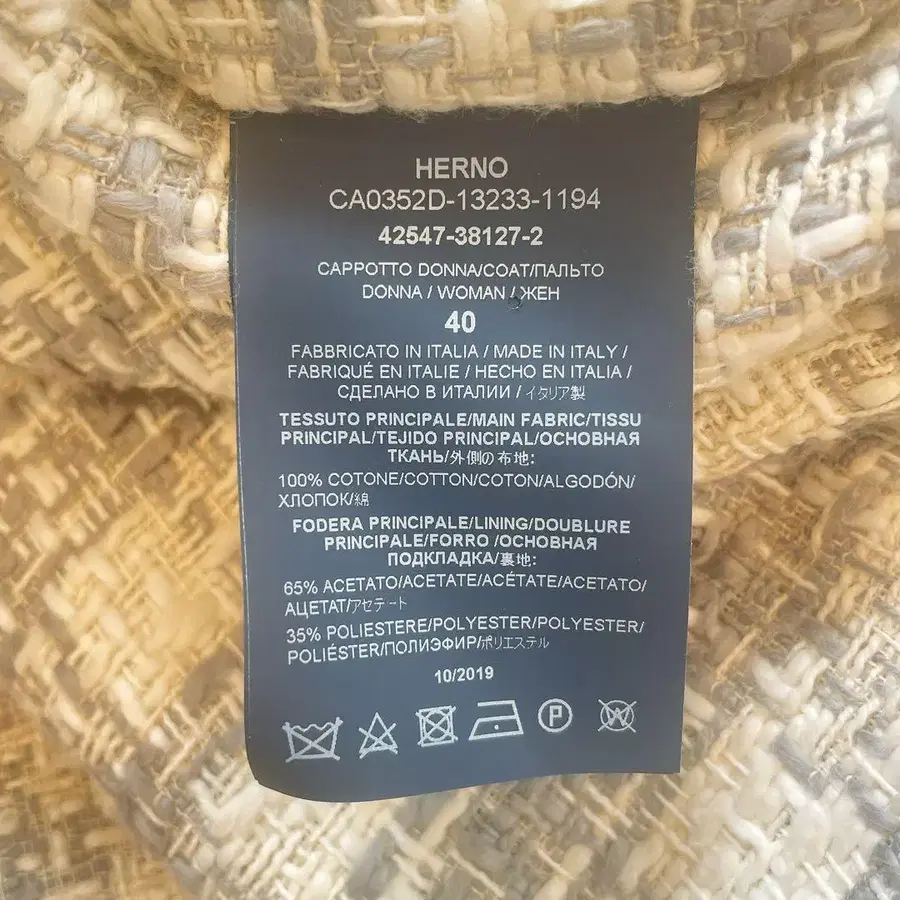 HERNO
CA0352D-13233-1194
42547-38127-2
CAPPOTTO DONNA/COAT/ПАЛЬТО
DONNA / WOMAN / ЖЕН
40
FABBRICATO IN ITALIA / MADE IN ITALY /
FABRIQUÉ EN ITALIE / HECHO EN ITALIA /
СДЕЛАНО В ИТАЛИИ / イタリア製
TESSUTO PRINCIPALE/MAIN FABRIC/TISSU
PRINCIPAL/TEJIDO PRINCIPAL/ОСНОВНАЯ
ТКАНЬ/外側の布地:
100% COTONE/COTTON/COTON/ALGODÓN/
ХЛОПОК/綿
FODERA PRINCIPALE/LINING/DOUBLURE
PRINCIPALE/FORRO /ОСНОВНАЯ
ПОДКЛАДКА/裏地:
65% ACETATO/ACETATE/ACÉTATE/ACETATO/
АЦЕТАТ/アセテート
35% POLIESTERE/POLYESTER/POLYESTER/
POLIÉSTER/ПОЛИЭФИР/ポリエステル
10/2019
P W